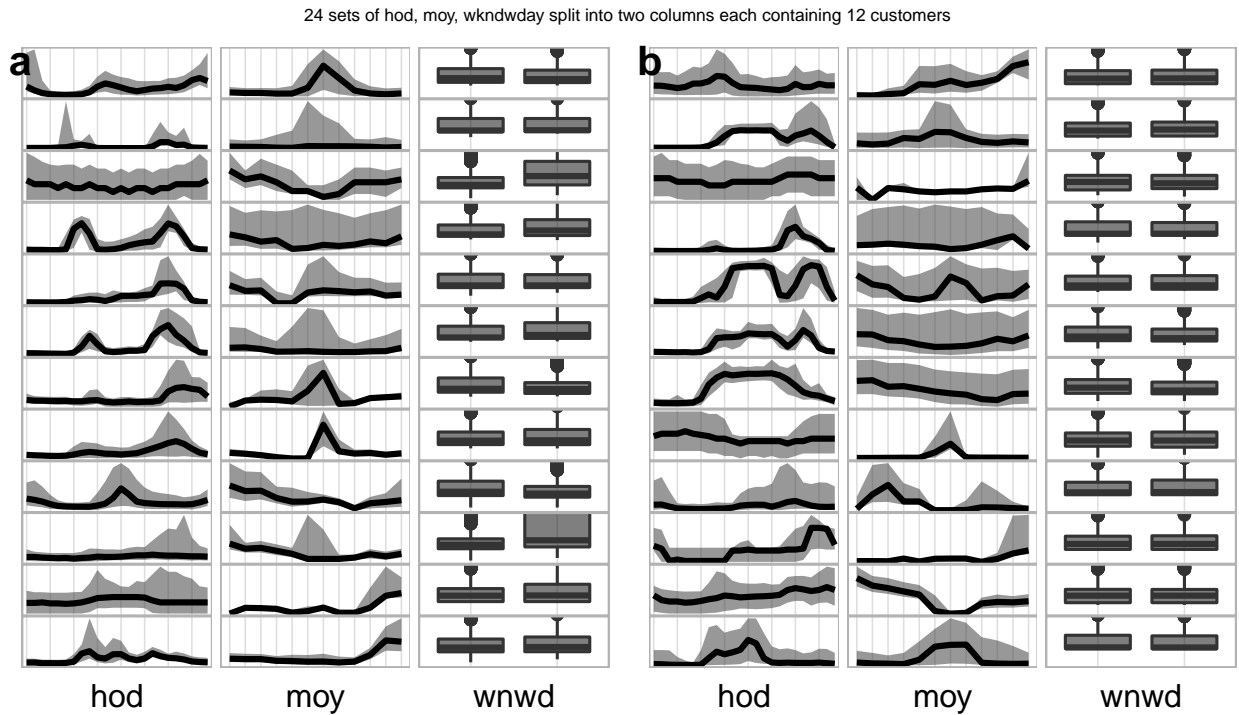 24 sets of hod, moy, wkndwday split into two columns each containing 12 customers
a
b
hod moy wnwd hod moy wnwd